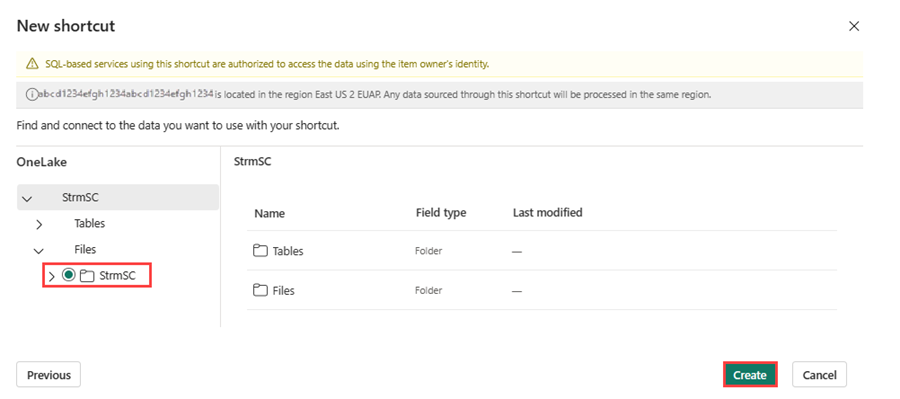 New shortcut
SQL-based services using this shortcut are authorized to access the data using the item owner's identity.
abcd1234efgh1234abcd1234efgh1234 is located in the region East US 2 EUAP. Any data sourced through this shortcut will be processed in the same region.
Find and connect to the data you want to use with your shortcut.
OneLake
StrmSC
Tables
Files
StrmSC
StrmSC
Name Field type Last modified
Tables Folder —
Files Folder —
Previous
Create
Cancel